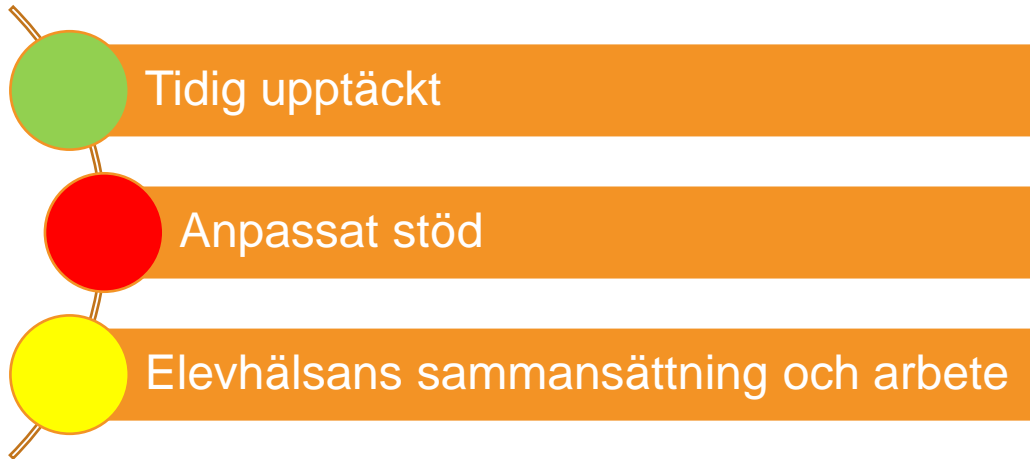 Tidig upptäckt
Anpassat stöd
Elevhälsans sammansättning och arbete